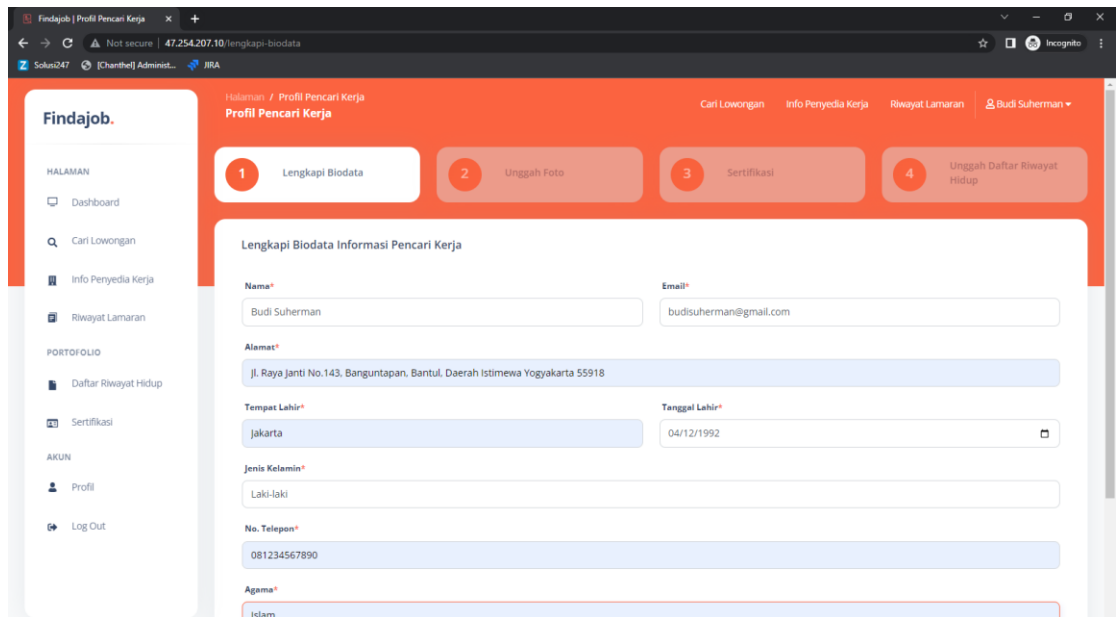 Findajob | Profil Pencari Kerja
Not secure | 47.254.207.10/lengkapi-biodata
Incognito
Solusi247
[Chanthel] Administ...
JIRA
Findajob.
HALAMAN
Dashboard
Cari Lowongan
Info Penyedia Kerja
Riwayat Lamaran
PORTOFOLIO
Daftar Riwayat Hidup
Sertifikasi
AKUN
Profil
Log Out
Halaman / Profil Pencari Kerja
Profil Pencari Kerja
Cari Lowongan
Info Penyedia Kerja
Riwayat Lamaran
Budi Suherman
1 Lengkapi Biodata
2 Unggah Foto
3 Sertifikasi
4 Unggah Daftar Riwayat
Hidup
Lengkapi Biodata Informasi Pencari Kerja
Nama*
Budi Suherman
Email*
budisuherman@gmail.com
Alamat*
Jl. Raya Janti No.143, Banguntapan, Bantul, Daerah Istimewa Yogyakarta 55918
Tempat Lahir*
Jakarta
Tanggal Lahir*
04/12/1992
Jenis Kelamin*
Laki-laki
No. Telepon*
081234567890
Agama*
Islam